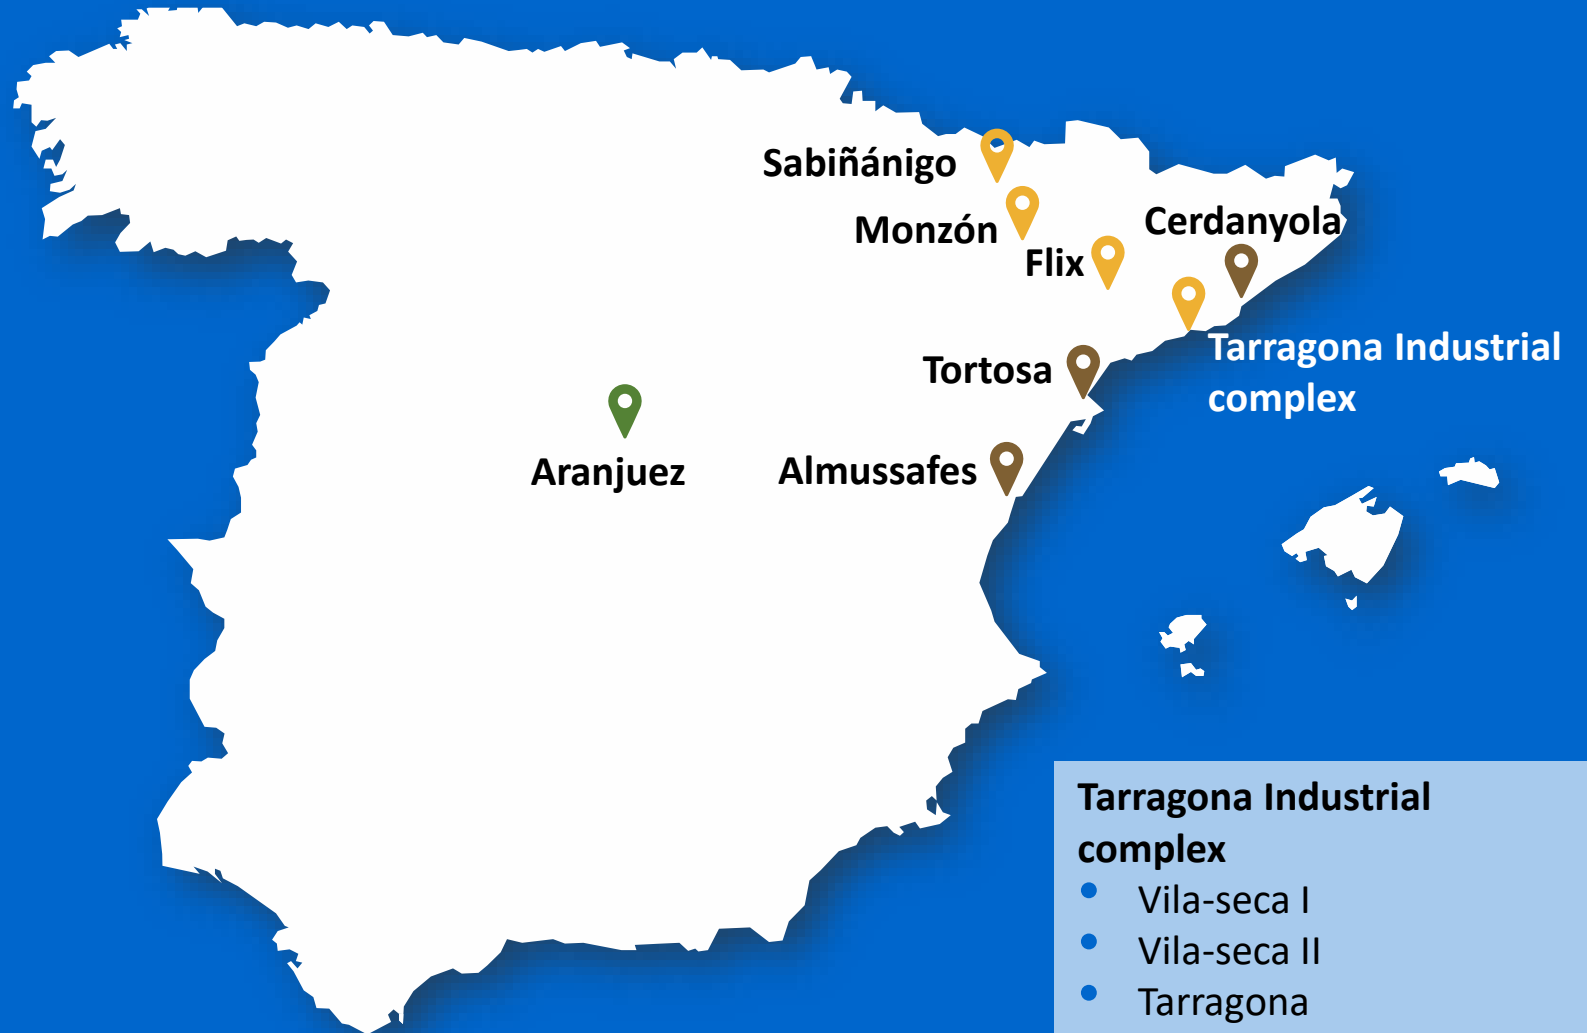 Sabiñánigo
Monzón
Cerdanyola
Flix
Tarragona Industrial
complex
Tortosa
Aranjuez
Almussafes
Tarragona Industrial
complex
• Vila-seca I
• Vila-seca II
• Tarragona